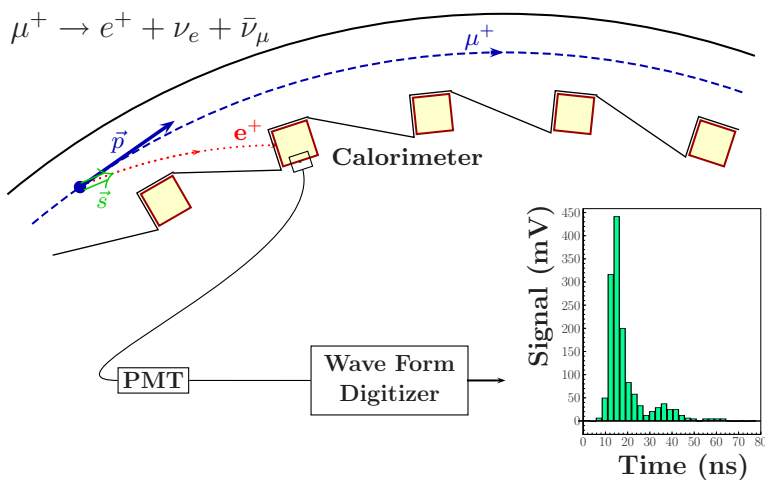 μ⁺ → e⁺ + ν_e + ν̄_μ
μ⁺
p⃗
e⁺
s⃗
Calorimeter
PMT
Wave Form
Digitizer
Signal (mV)
450
400
350
300
250
200
150
100
50
0
0 10 20 30 40 50 60 70 80
Time (ns)